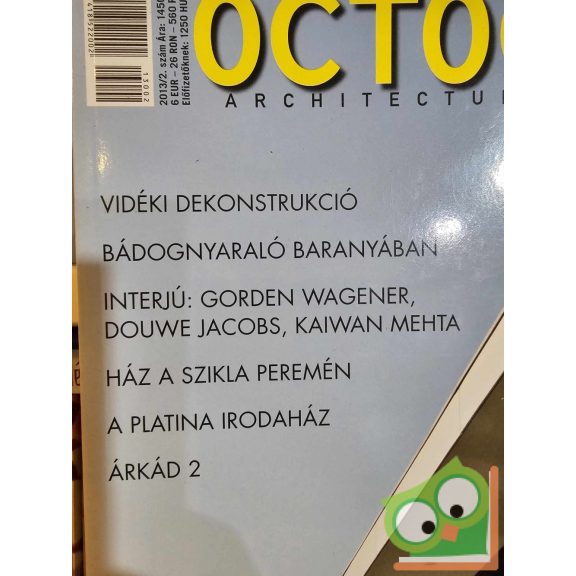 OCTO
ARCHITECTU
2013/2. szám Ára: 1450
6 EUR – 26 RON – 560
Előfizetőknek: 1250 HU
13002
VIDÉKI DEKONSTRUKCIÓ
BÁDOGNYARALÓ BARANYÁBAN
INTERJÚ: GORDEN WAGENER,
DOUWE JACOBS, KAIWAN MEHTA
HÁZ A SZIKLA PEREMÉN
A PLATINA IRODAHÁZ
ÁRKÁD 2